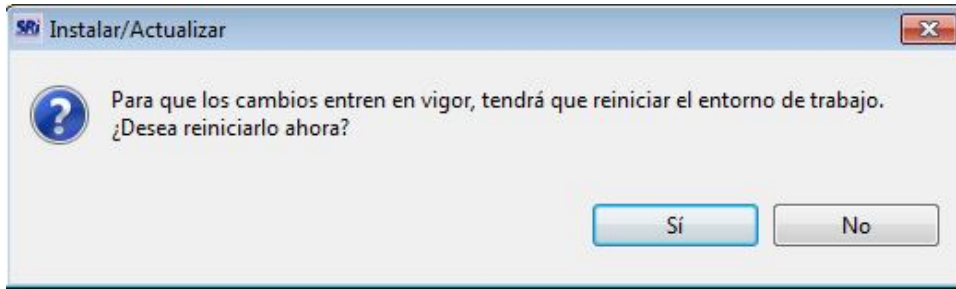 SRi Instalar/Actualizar
Para que los cambios entren en vigor, tendrá que reiniciar el entorno de trabajo.
¿Desea reiniciarlo ahora?
Sí
No